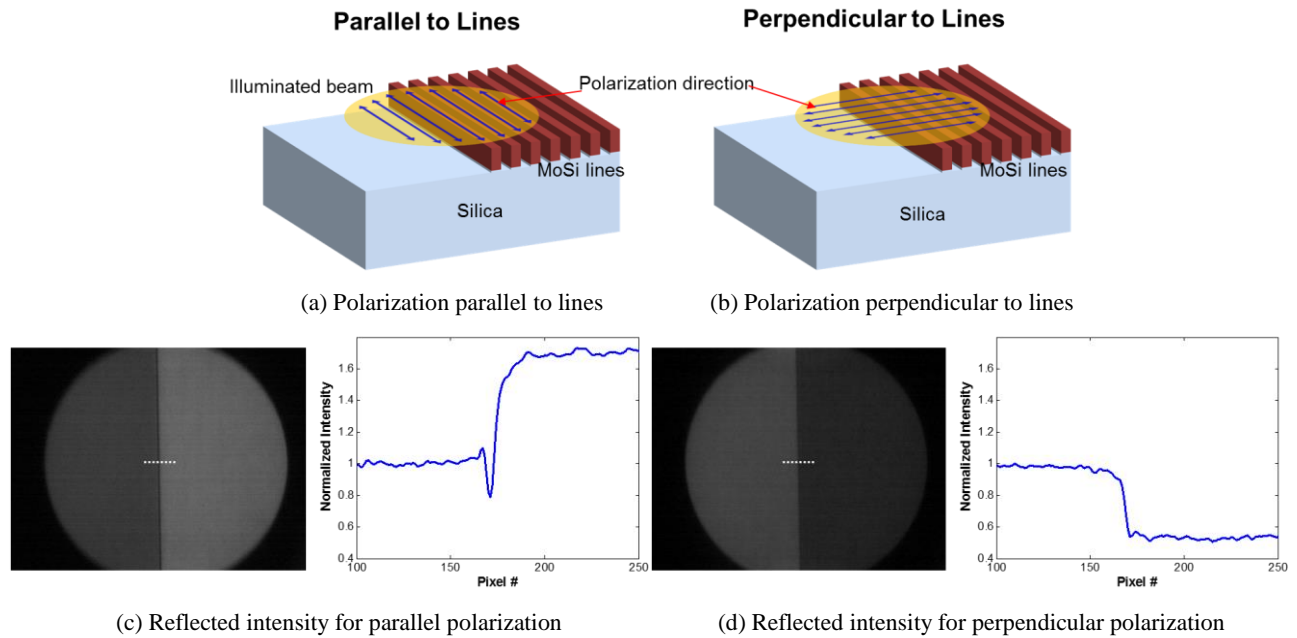 Parallel to Lines
Perpendicular to Lines
Illuminated beam
Polarization direction
MoSi lines
Silica
MoSi lines
Silica
(a) Polarization parallel to lines
(b) Polarization perpendicular to lines
Normalized Intensity
1.6
1.4
1.2
1
0.8
0.6
0.4
100
150
200
250
Pixel #
Normalized Intensity
1.6
1.4
1.2
1
0.8
0.6
0.4
100
150
200
250
Pixel #
(c) Reflected intensity for parallel polarization
(d) Reflected intensity for perpendicular polarization